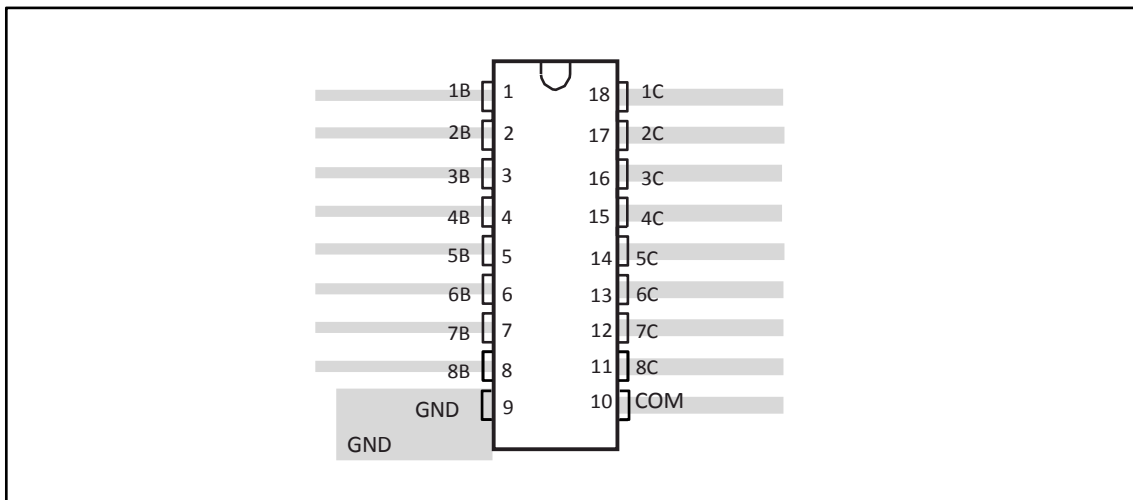 1B 1 18 1C
2B 2 17 2C
3B 3 16 3C
4B 4 15 4C
5B 5 14 5C
6B 6 13 6C
7B 7 12 7C
8B 8 11 8C
GND 9 10 COM
GND